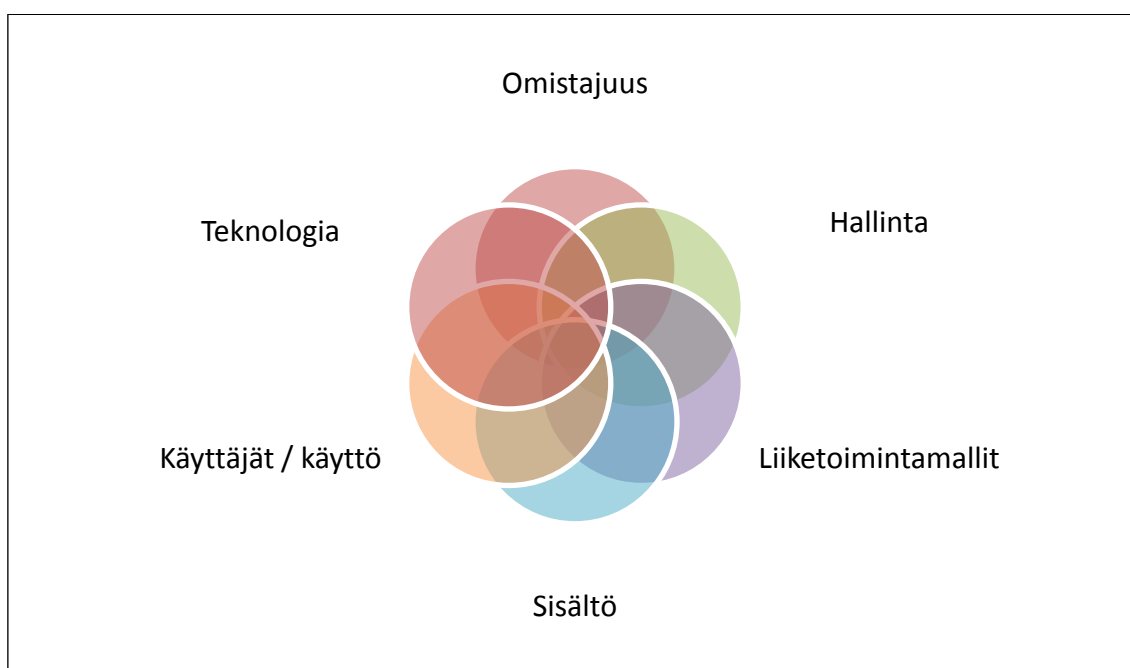 Omistajuus
Teknologia
Hallinta
Käyttäjät / käyttö
Liiketoimintamallit
Sisältö